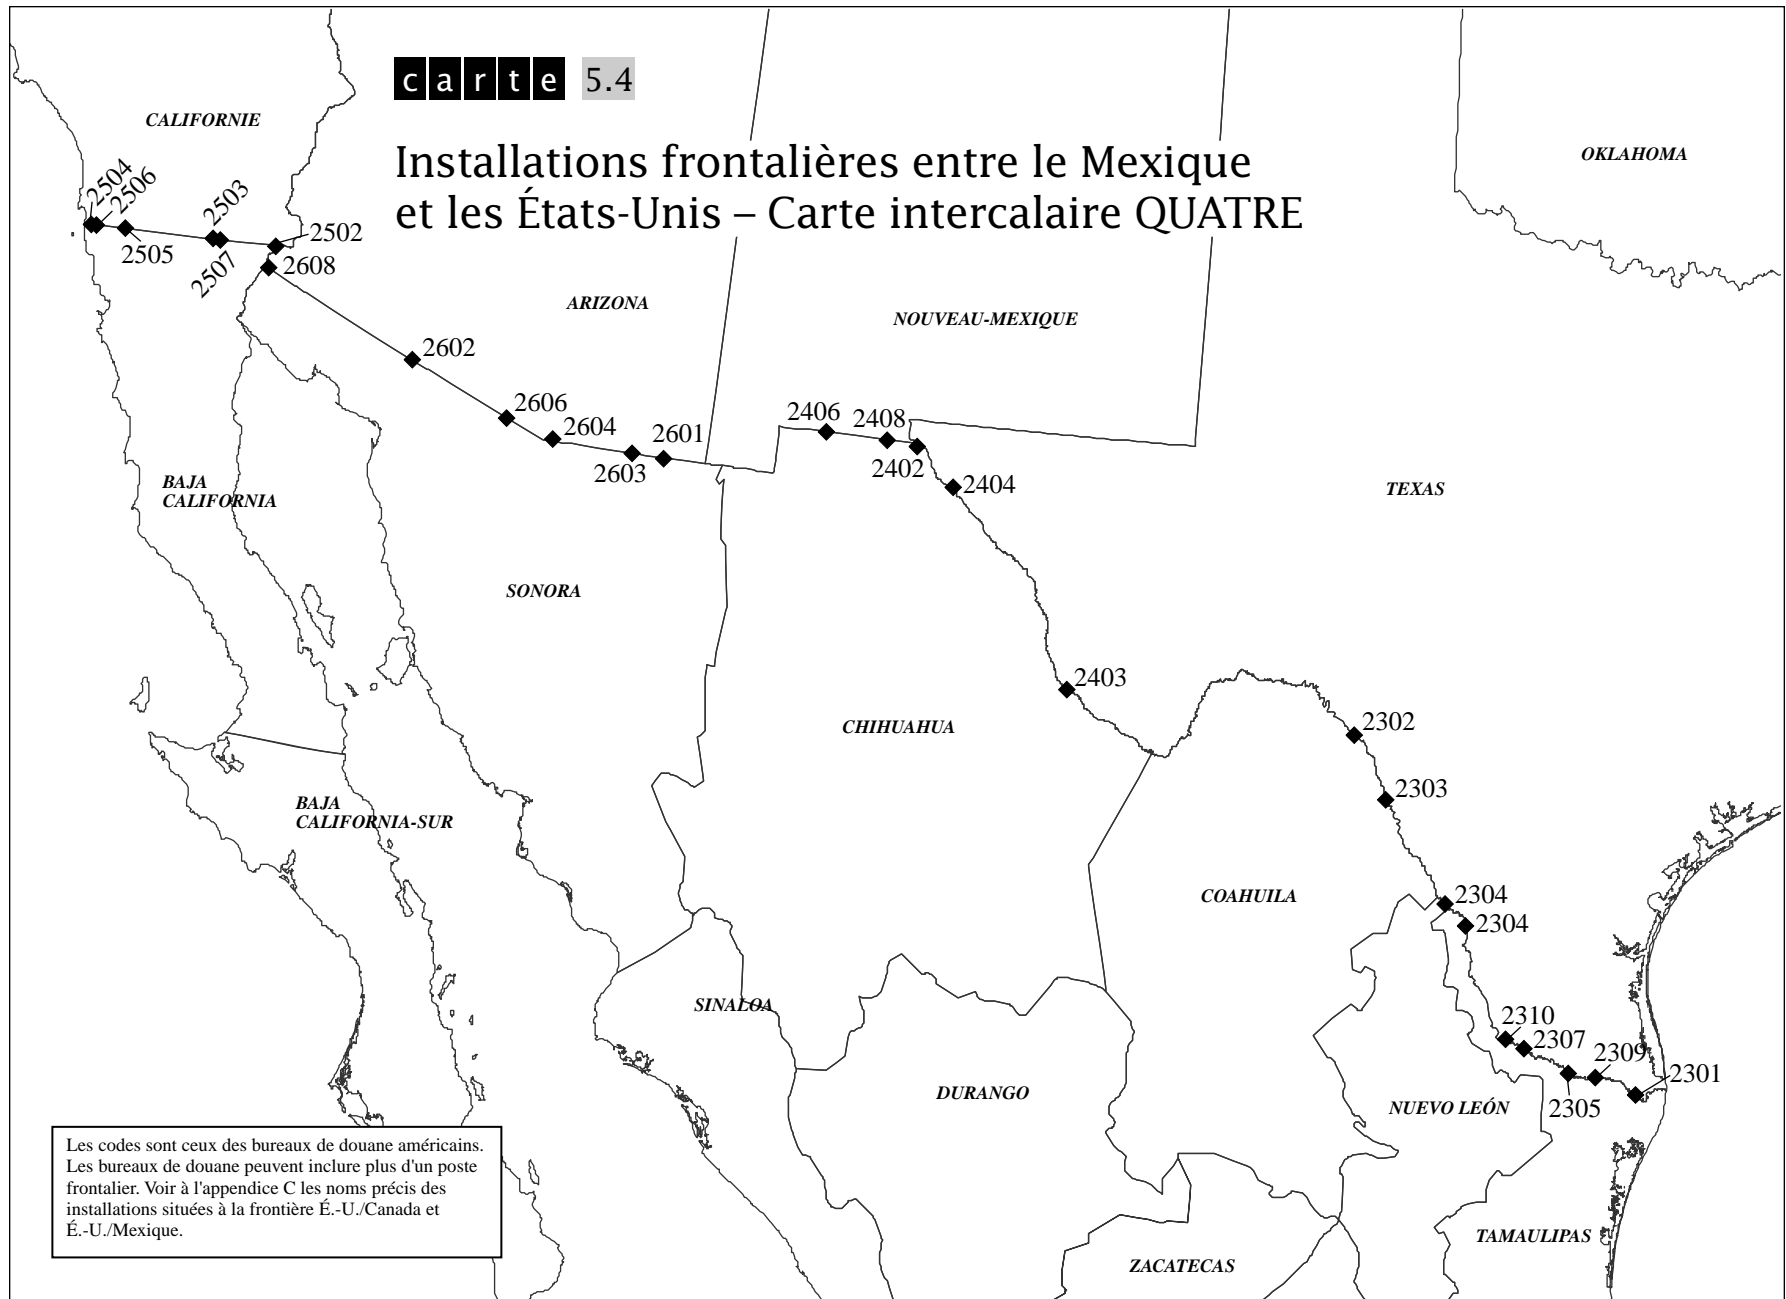 carte 5.4
Installations frontalières entre le Mexique
et les États-Unis – Carte intercalaire QUATRE
CALIFORNIE
OKLAHOMA
2504
2506
2505
2503
2507
2502
2608
ARIZONA
NOUVEAU-MEXIQUE
2602
2606
2604
2603
2601
2406
2408
2402
2404
TEXAS
BAJA
CALIFORNIA
SONORA
2403
CHIHUAHUA
2302
2303
BAJA
CALIFORNIA-SUR
COAHUILA
2304
2304
SINALOA
2310
2307
2309
2301
2305
DURANGO
NUEVO LEÓN
Les codes sont ceux des bureaux de douane américains.
Les bureaux de douane peuvent inclure plus d'un poste
frontalier. Voir à l'appendice C les noms précis des
installations situées à la frontière É.-U./Canada et
É.-U./Mexique.
TAMAULIPAS
ZACATECAS